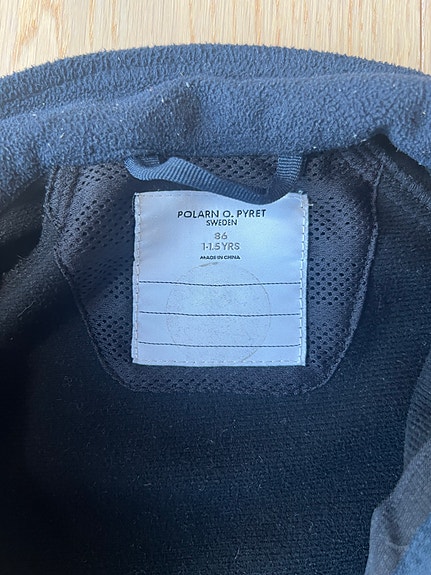 POLARN O. PYRET
SWEDEN
86
1-1.5 YRS
MADE IN CHINA